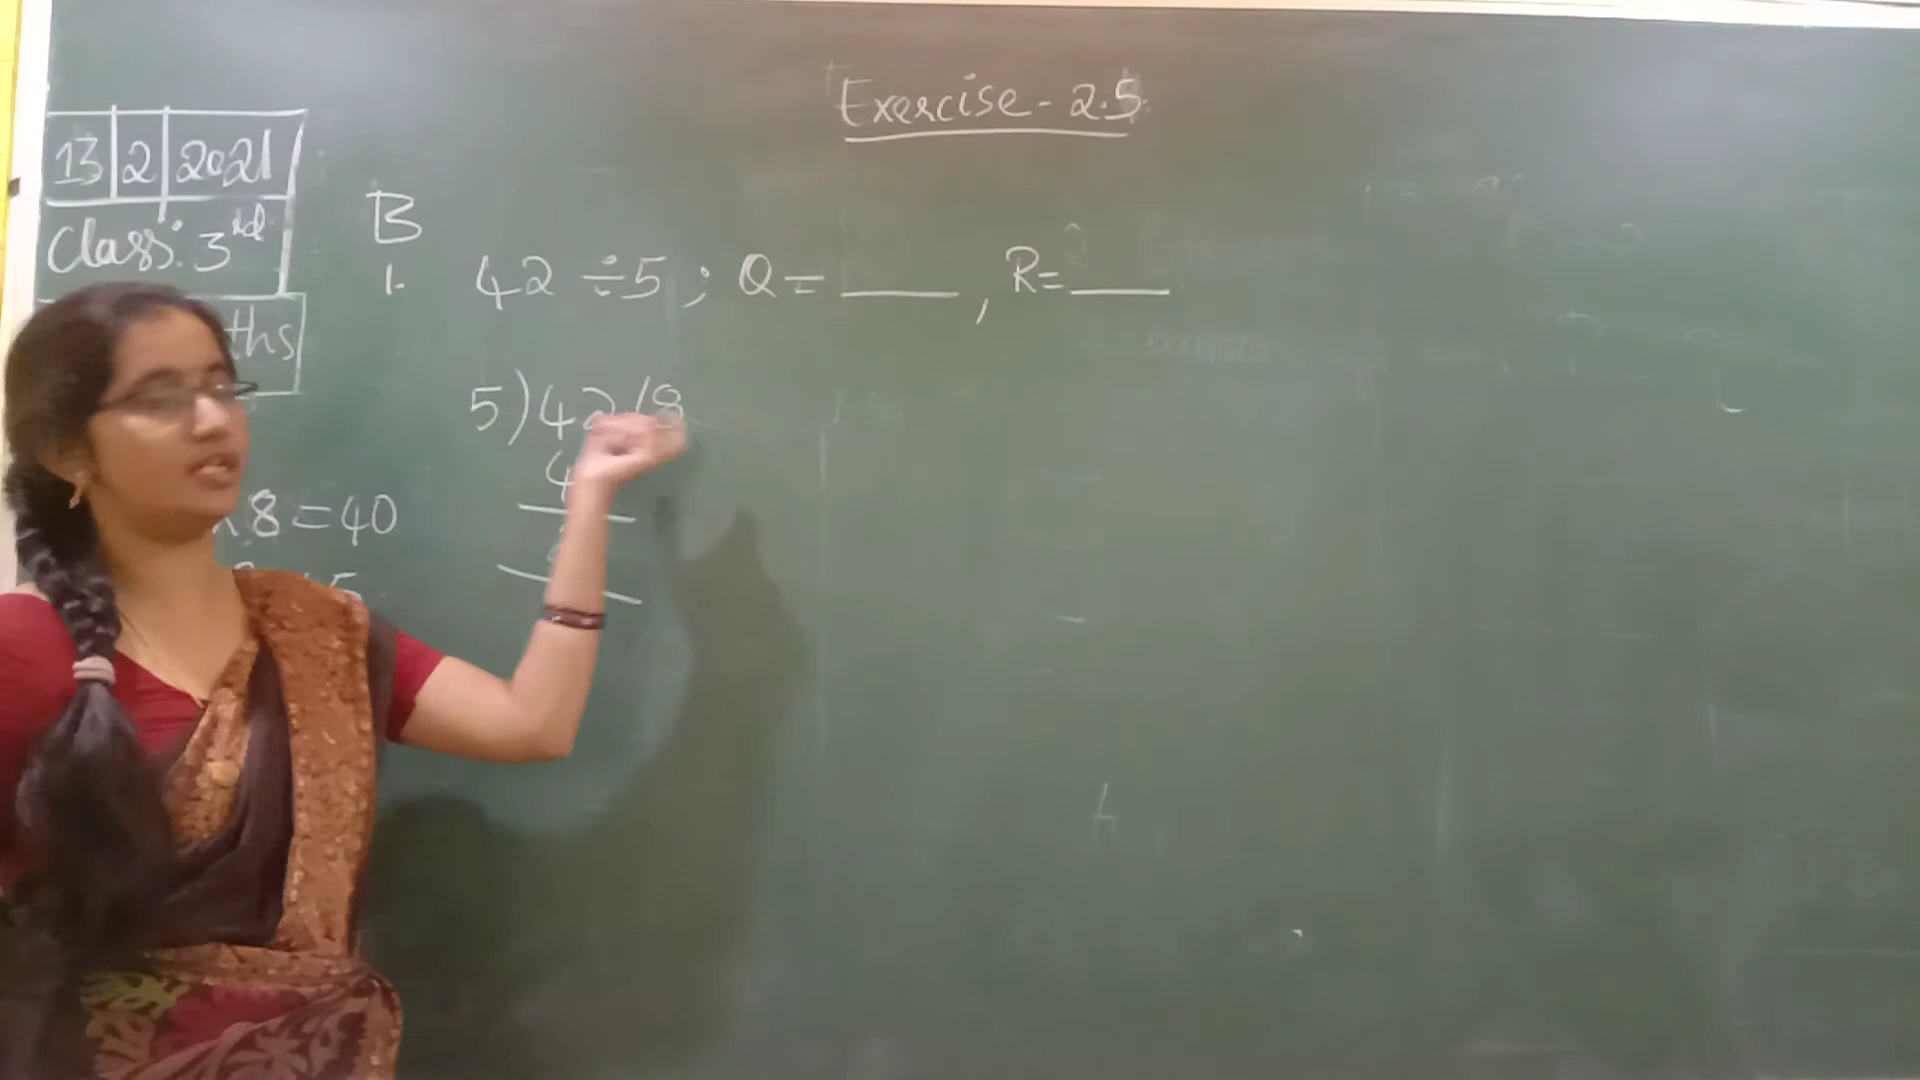 Exercise - 2.5
13 2 2021
Class: 3rd
ths
B
1. 42 ÷ 5 ; Q = ____ , R = ____
5)42(8
4
8 = 40